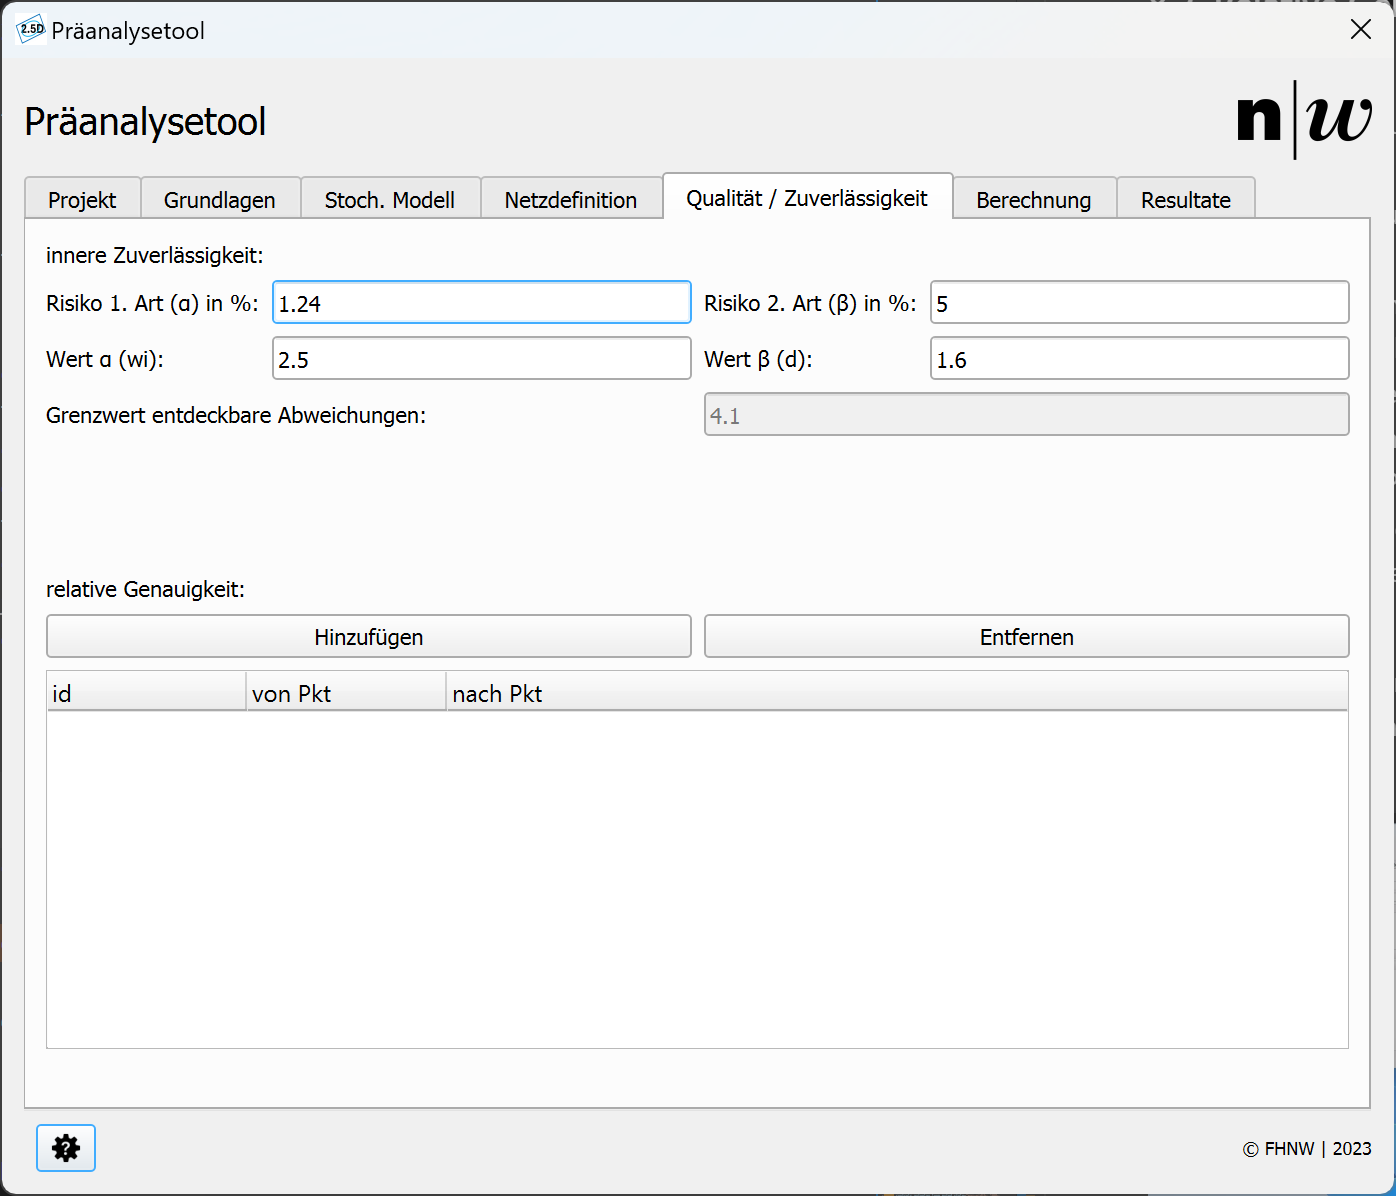 2.5D Präanalysetool
Präanalysetool
n|w
Projekt Grundlagen Stoch. Modell Netzdefinition Qualität / Zuverlässigkeit Berechnung Resultate
innere Zuverlässigkeit:
Risiko 1. Art (α) in %: 1.24 Risiko 2. Art (β) in %: 5
Wert α (wi): 2.5 Wert β (d): 1.6
Grenzwert entdeckbare Abweichungen: 4.1
relative Genauigkeit:
Hinzufügen Entfernen
id von Pkt nach Pkt
© FHNW | 2023